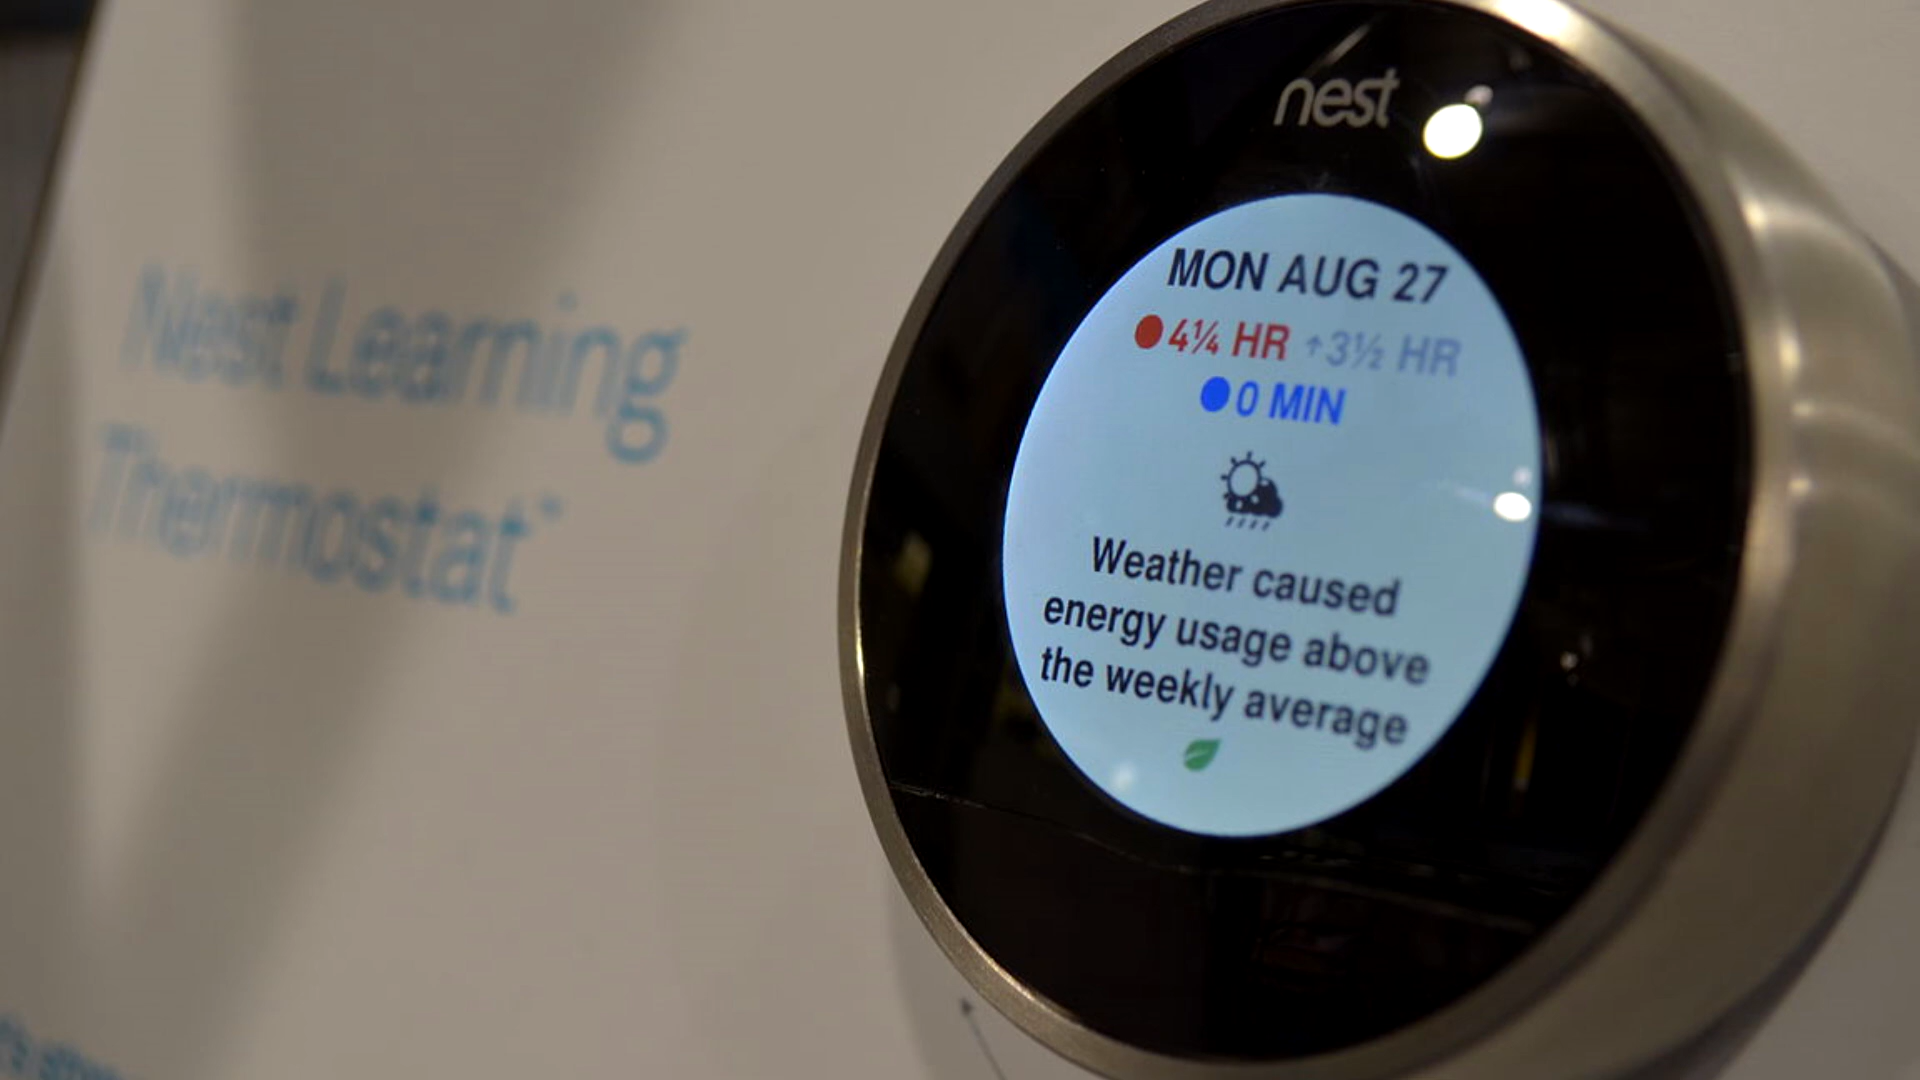 nest
MON AUG 27
4¼ HR ↑3½ HR
0 MIN
Weather caused
energy usage above
the weekly average
Nest Learning
Thermostat™